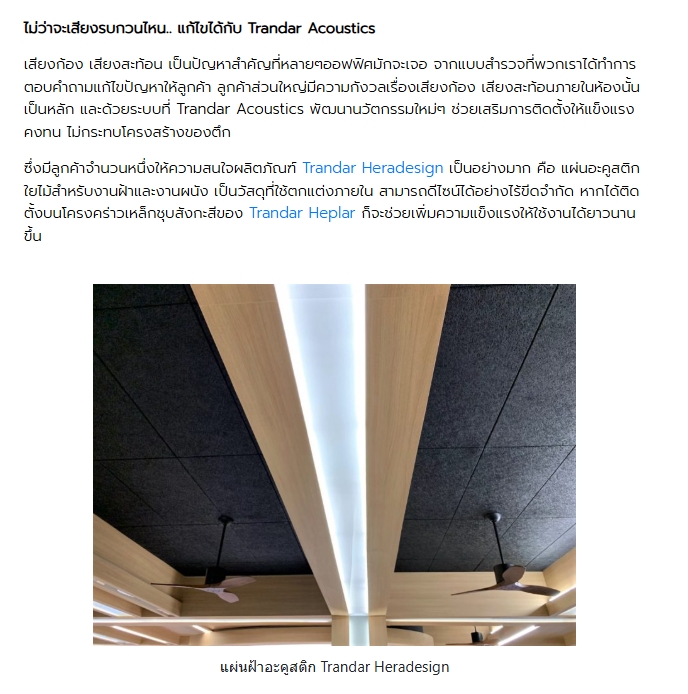 ไม่ว่าจะเสียงรบกวนไหน.. แก้ไขได้กับ Trandar Acoustics
เสียงก้อง เสียงสะท้อน เป็นปัญหาสำคัญที่หลายๆออฟฟิศมักจะเจอ จากแบบสำรวจที่พวกเราได้ทำการ
ตอบคำถามแก้ไขปัญหาให้ลูกค้า ลูกค้าส่วนใหญ่มีความกังวลเรื่องเสียงก้อง เสียงสะท้อนภายในห้องนั้น
เป็นหลัก และด้วยระบบที่ Trandar Acoustics พัฒนานวัตกรรมใหม่ๆ ช่วยเสริมการติดตั้งให้แข็งแรง
คงทน ไม่กระทบโครงสร้างของตึก
ซึ่งมีลูกค้าจำนวนหนึ่งให้ความสนใจผลิตภัณฑ์ Trandar Heradesign เป็นอย่างมาก คือ แผ่นอะคูสติก
ใยไม้สำหรับงานฝ้าและงานผนัง เป็นวัสดุที่ใช้ตกแต่งภายใน สามารถดีไซน์ได้อย่างไร้ขีดจำกัด หากได้ติด
ตั้งบนโครงคร่าวเหล็กชุบสังกะสีของ Trandar Heplar ก็จะช่วยเพิ่มความแข็งแรงให้ใช้งานได้ยาวนาน
ขึ้น
แผ่นฝ้าอะคูสติก Trandar Heradesign